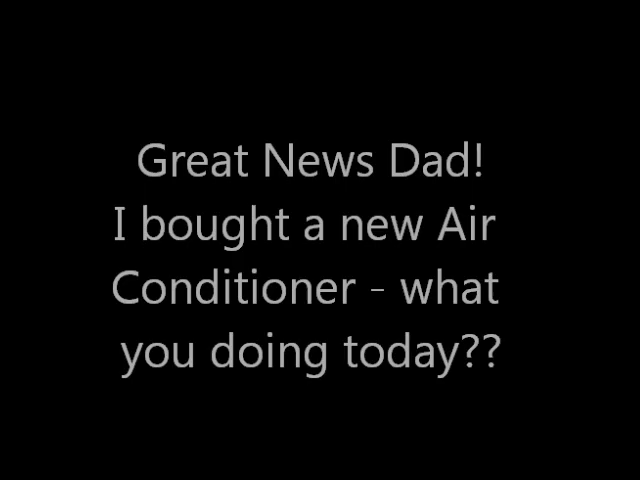 Great News Dad!
I bought a new Air
Conditioner - what
you doing today??